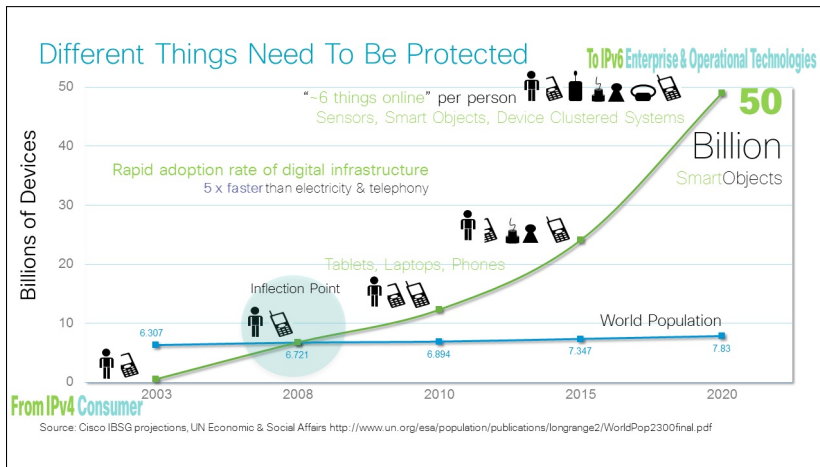 Different Things Need To Be Protected
To IPv6 Enterprise & Operational Technologies
"~6 things online" per person
Sensors, Smart Objects, Device Clustered Systems
50
Billion
SmartObjects
Rapid adoption rate of digital infrastructure
5 x faster than electricity & telephony
Tablets, Laptops, Phones
Inflection Point
World Population
Billions of Devices
50
40
30
20
10
0
6.307
6.721
6.894
7.347
7.83
2003
2008
2010
2015
2020
From IPv4 Consumer
Source: Cisco IBSG projections, UN Economic & Social Affairs http://www.un.org/esa/population/publications/longrange2/WorldPop2300final.pdf